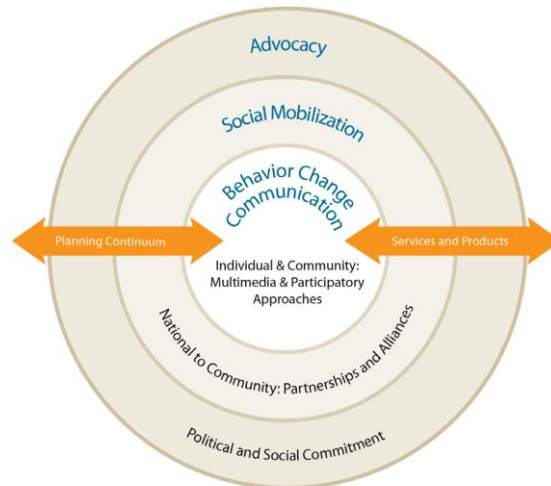 Advocacy
Social Mobilization
Behavior Change
Communication
Planning Continuum
Services and Products
Individual & Community:
Multimedia & Participatory
Approaches
National to Community: Partnerships and Alliances
Political and Social Commitment